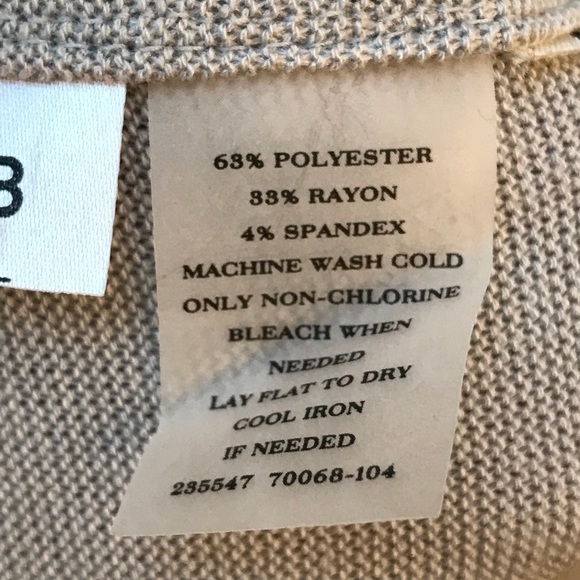 63% POLYESTER
33% RAYON
4% SPANDEX
MACHINE WASH COLD
ONLY NON-CHLORINE
BLEACH WHEN
NEEDED
LAY FLAT TO DRY
COOL IRON
IF NEEDED
235547 70068-104